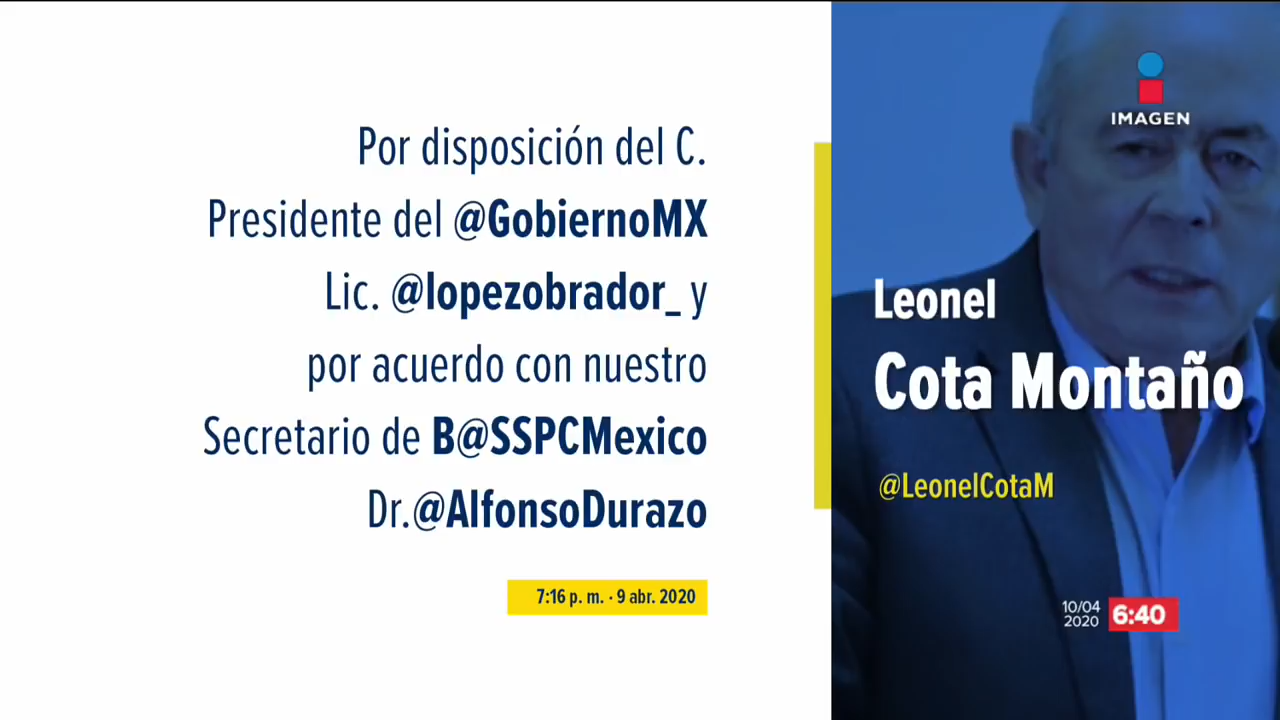 Por disposición del C.
Presidente del @GobiernoMX
Lic. @lopezobrador_ y
por acuerdo con nuestro
Secretario de B@SSPCMexico
Dr.@AlfonsoDurazo
7:16 p. m. · 9 abr. 2020
IMAGEN
Leonel
Cota Montaño
@LeonelCotaM
10/04
2020
6:40